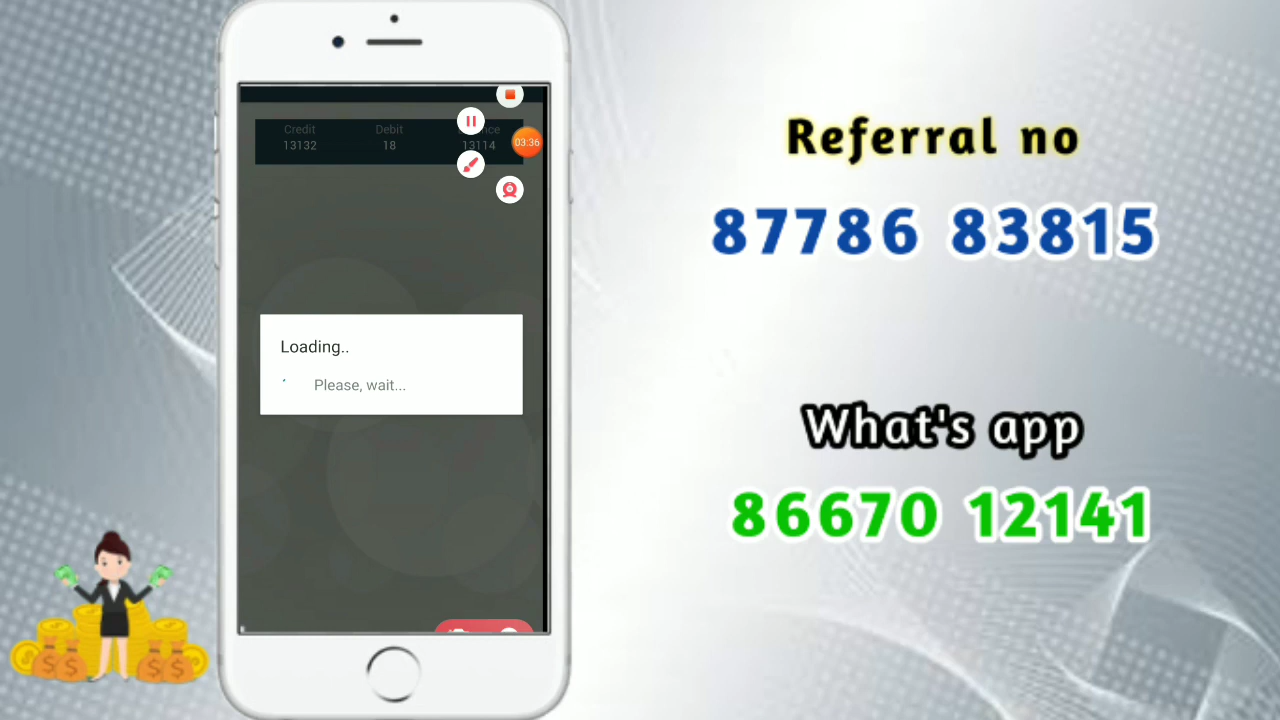 Credit Debit
13132 18 13114
03:36
Loading..
Please, wait...
Referral no
87786 83815
What's app
86670 12141